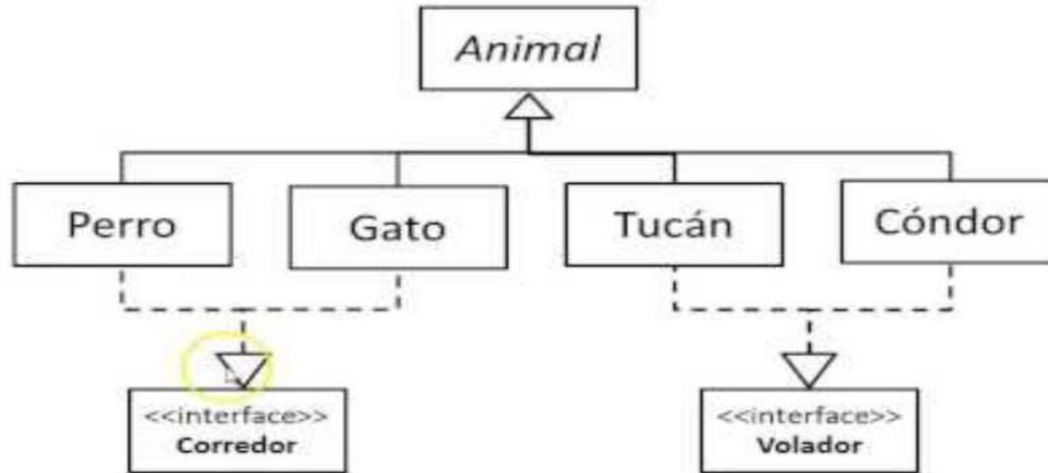 Animal
Perro
Gato
Tucán
Cóndor
<<interface>>
Corredor
<<interface>>
Volador